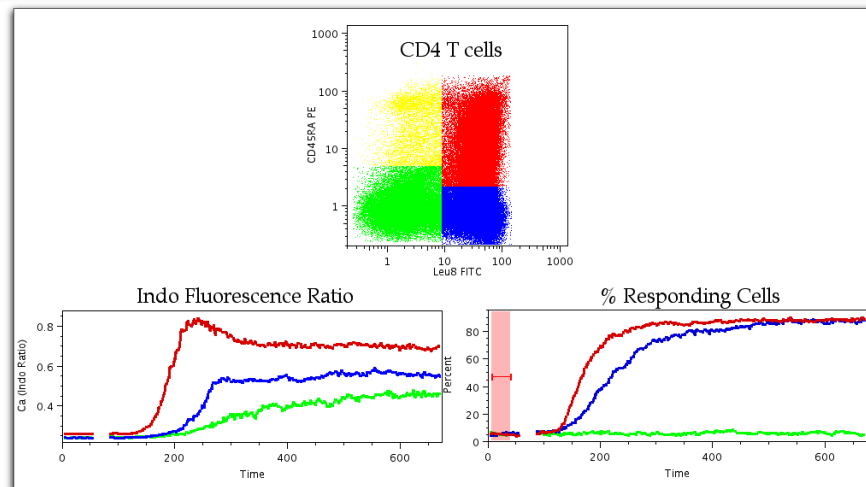 CD4 T cells
1000
100
10
1
CD45RA PE
1
10
100
1000
Leu8 FITC
Indo Fluorescence Ratio
0.8
0.6
0.4
Ca (Indo Ratio)
0
200
400
600
Time
% Responding Cells
80
60
40
20
0
Percent
0
200
400
600
Time